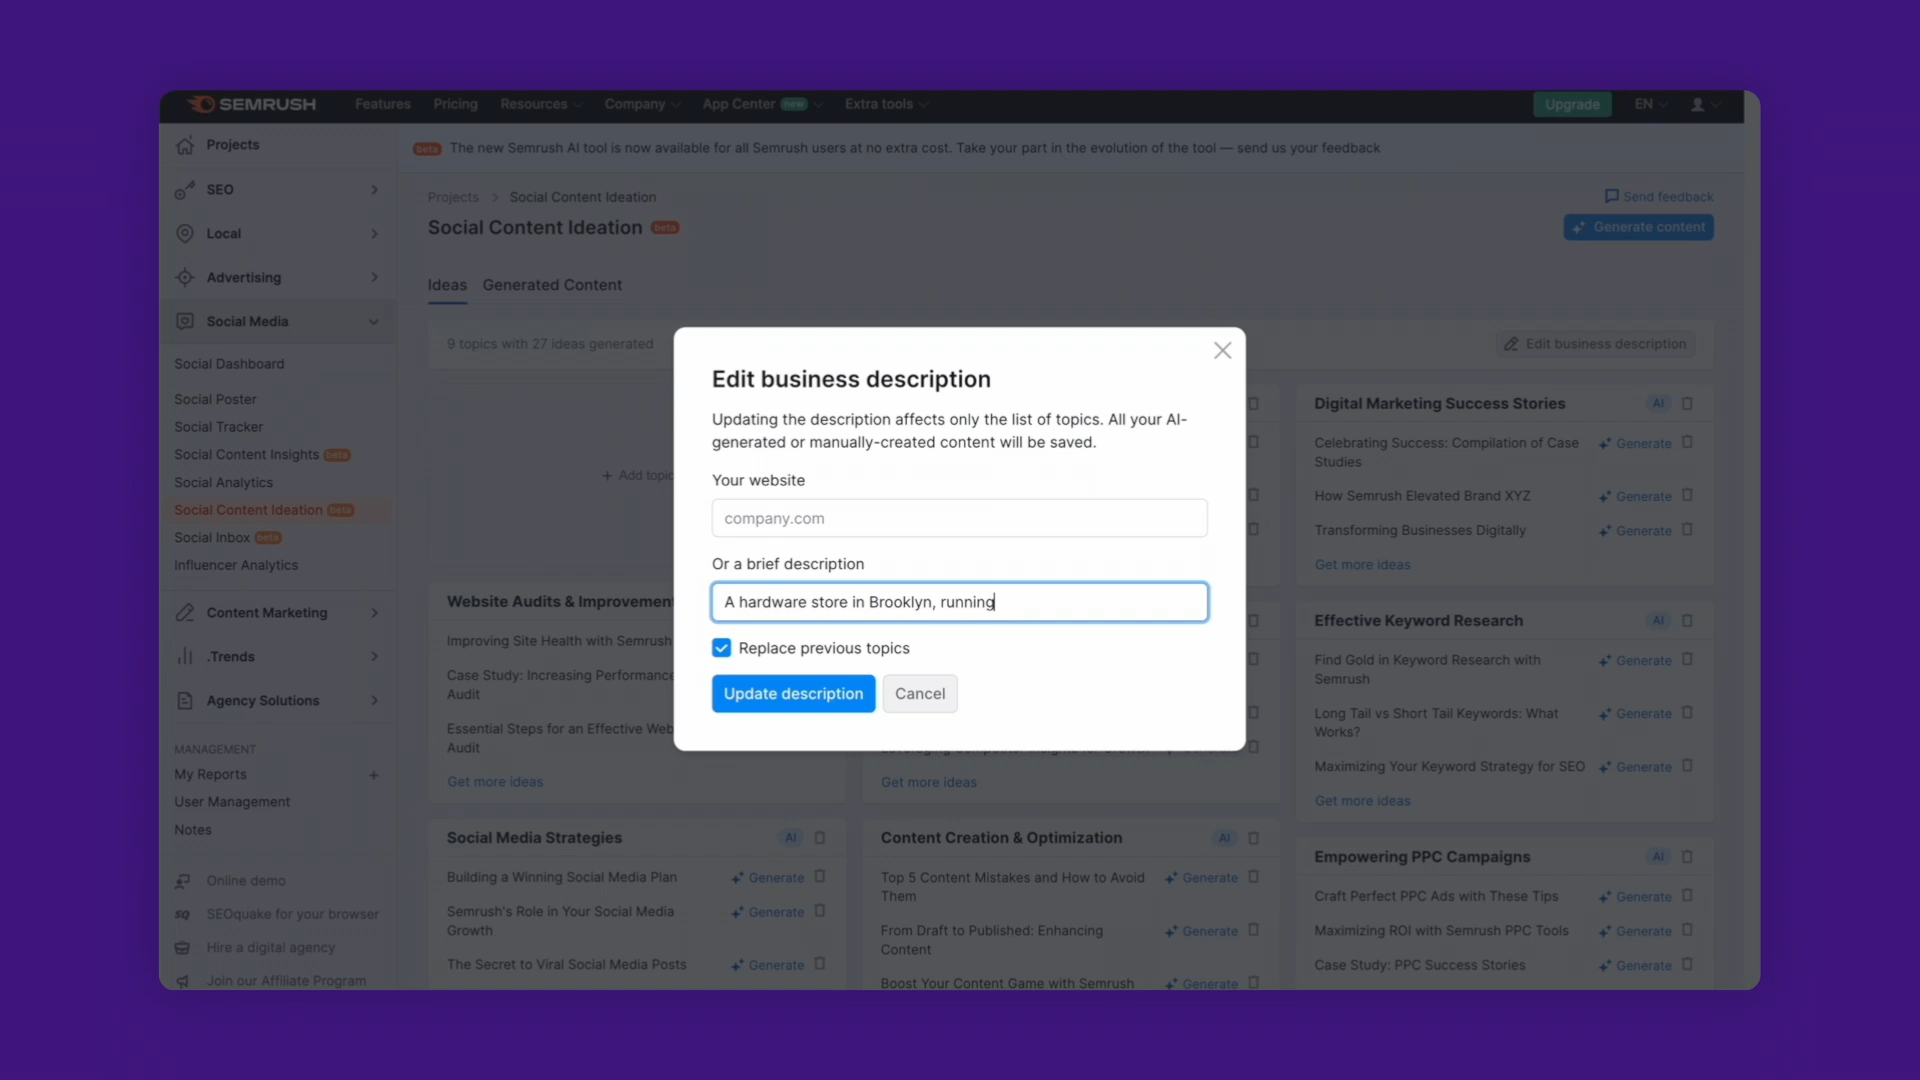 SEMRUSH Features Pricing Resources Company App Center new Extra tools Upgrade EN
beta The new Semrush AI tool is now available for all Semrush users at no extra cost. Take your part in the evolution of the tool — send us your feedback
Projects
SEO
Local
Advertising
Social Media
Social Dashboard
Social Poster
Social Tracker
Social Content Insights beta
Social Analytics
Social Content Ideation beta
Social Inbox beta
Influencer Analytics
Content Marketing
.Trends
Agency Solutions
MANAGEMENT
My Reports +
User Management
Notes
Online demo
SQ SEOquake for your browser
Hire a digital agency
Join our Affiliate Program
Projects > Social Content Ideation
Send feedback
Social Content Ideation beta
Generate content
Ideas Generated Content
9 topics with 27 ideas generated
Edit business description
+ Add topic
Edit business description
Updating the description affects only the list of topics. All your AI-
generated or manually-created content will be saved.
Your website
company.com
Or a brief description
A hardware store in Brooklyn, running
Replace previous topics
Update description Cancel
Digital Marketing Success Stories AI
Celebrating Success: Compilation of Case Generate
Studies
How Semrush Elevated Brand XYZ Generate
Transforming Businesses Digitally Generate
Get more ideas
Website Audits & Improvemen
Improving Site Health with Semrush
Case Study: Increasing Performance
Audit
Essential Steps for an Effective Web
Audit
Get more ideas
Get more ideas
Effective Keyword Research AI
Find Gold in Keyword Research with Generate
Semrush
Long Tail vs Short Tail Keywords: What Generate
Works?
Maximizing Your Keyword Strategy for SEO Generate
Get more ideas
Social Media Strategies AI
Building a Winning Social Media Plan Generate
Semrush's Role in Your Social Media Generate
Growth
The Secret to Viral Social Media Posts Generate
Content Creation & Optimization AI
Top 5 Content Mistakes and How to Avoid Generate
Them
From Draft to Published: Enhancing Generate
Content
Boost Your Content Game with Semrush Generate
Empowering PPC Campaigns AI
Craft Perfect PPC Ads with These Tips Generate
Maximizing ROI with Semrush PPC Tools Generate
Case Study: PPC Success Stories Generate